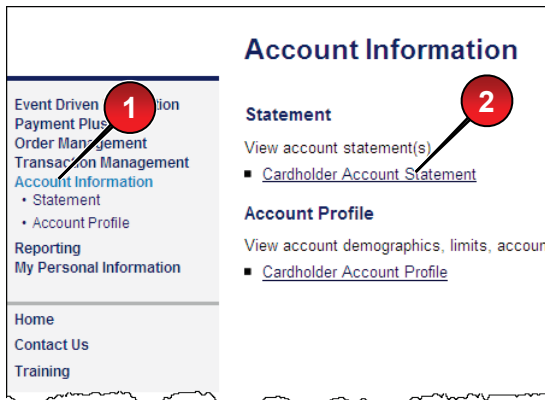 Account Information
Event Driven
Payment Plus
Order Management
Transaction Management
Account Information
• Statement
• Account Profile
Reporting
My Personal Information
Home
Contact Us
Training
1
2
Statement
View account statement(s)
Cardholder Account Statement
Account Profile
View account demographics, limits, accoun
Cardholder Account Profile